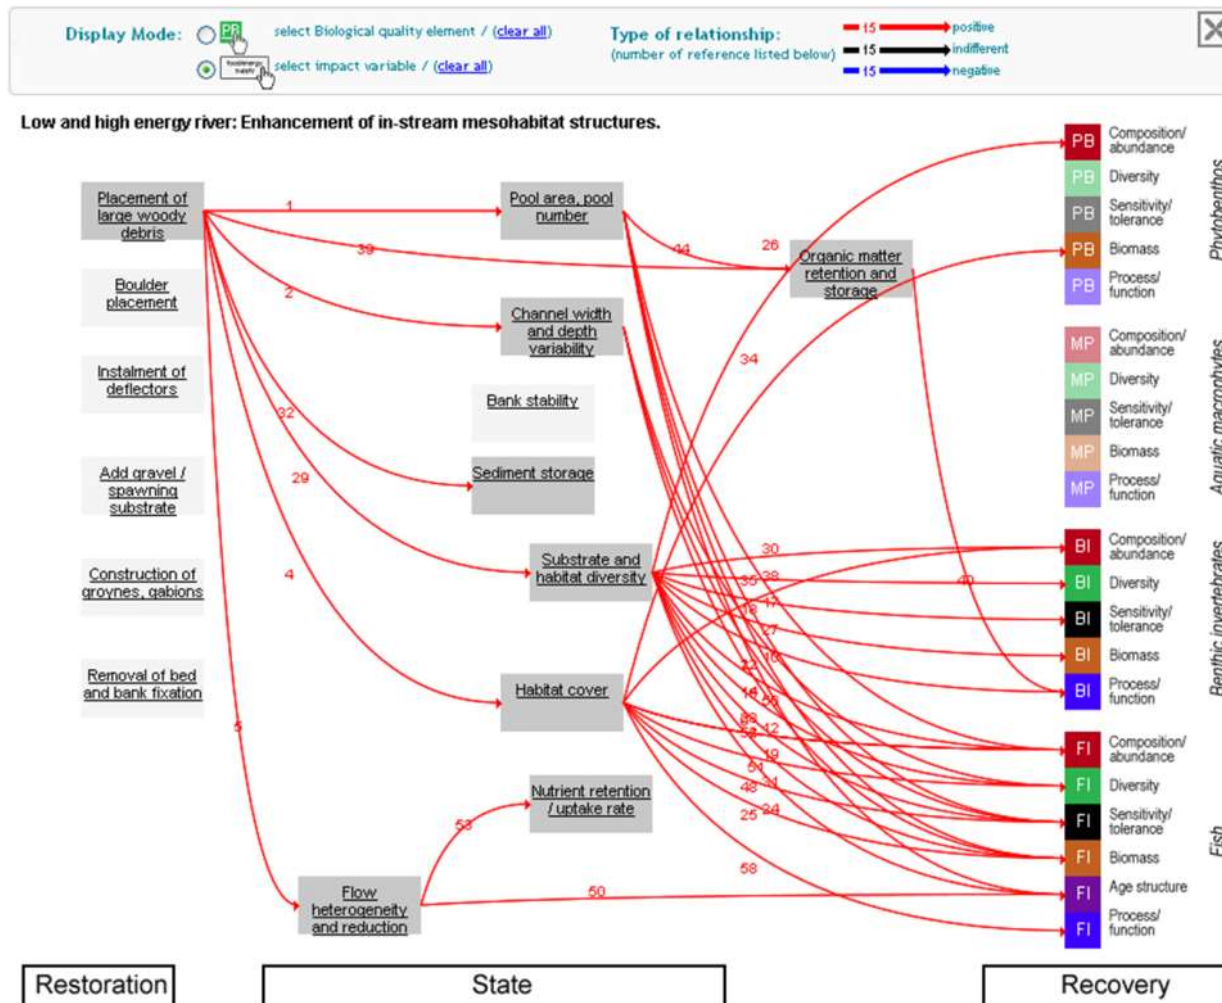 Display Mode:
PB
select Biological quality element / (clear all)
select impact variable / (clear all)
Type of relationship:
(number of reference listed below)
15
positive
15
indifferent
15
negative
Low and high energy river: Enhancement of in-stream mesohabitat structures.
Placement of
large woody
debris
Boulder
placement
Instalment of
deflectors
Add gravel /
spawning
substrate
Construction of
groynes, gabions
Removal of bed
and bank fixation
Pool area, pool
number
Channel width
and depth
variability
Bank stability
Sediment storage
Substrate and
habitat diversity
Habitat cover
Nutrient retention
/ uptake rate
Flow
heterogeneity
and reduction
Organic matter
retention and
storage
1
39
2
32
29
4
5
53
50
44
26
34
30
38
27
42
19
25
24
58
40
PB Composition/
abundance
PB Diversity
PB Sensitivity/
tolerance
PB Biomass
PB Process/
function
Phytobenthos
MP Composition/
abundance
MP Diversity
MP Sensitivity/
tolerance
MP Biomass
MP Process/
function
Aquatic macrophytes
BI Composition/
abundance
BI Diversity
BI Sensitivity/
tolerance
BI Biomass
BI Process/
function
Benthic invertebrates
FI Composition/
abundance
FI Diversity
FI Sensitivity/
tolerance
FI Biomass
FI Age structure
FI Process/
function
Fish
Restoration
State
Recovery